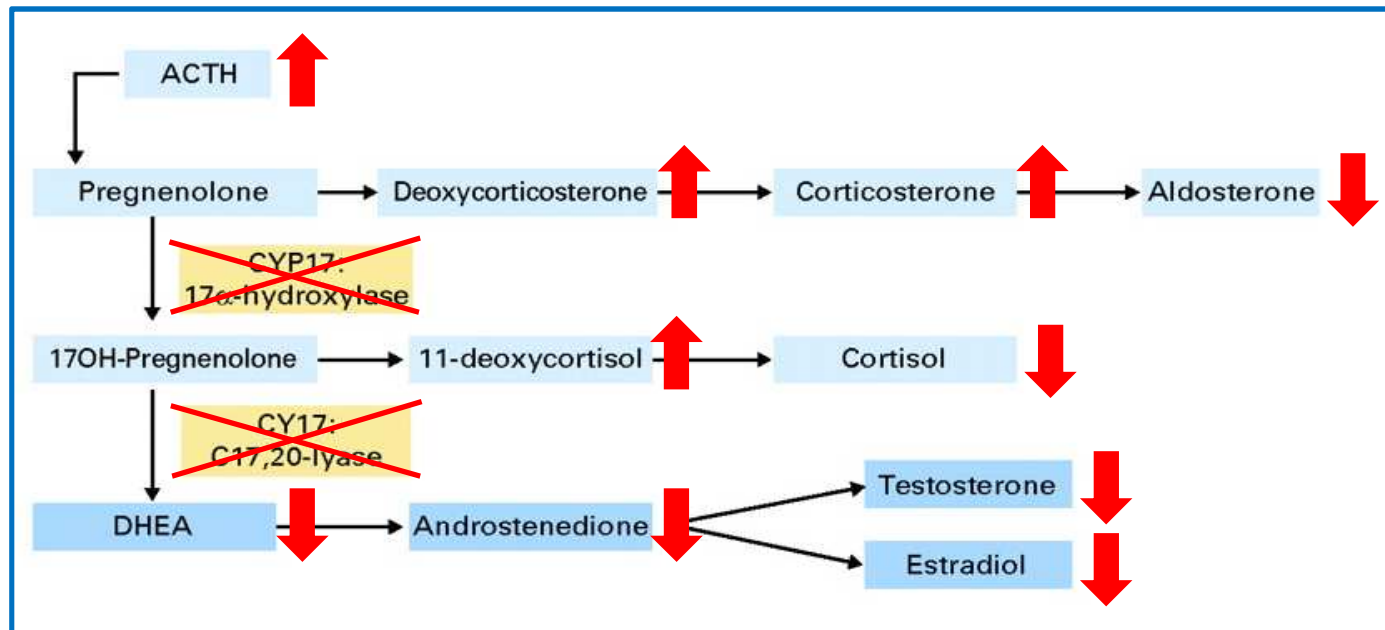 ACTH
Pregnenolone
Deoxycorticosterone
Corticosterone
Aldosterone
CYP17:
17α-hydroxylase
17OH-Pregnenolone
11-deoxycortisol
Cortisol
CY17:
C17,20-lyase
DHEA
Androstenedione
Testosterone
Estradiol